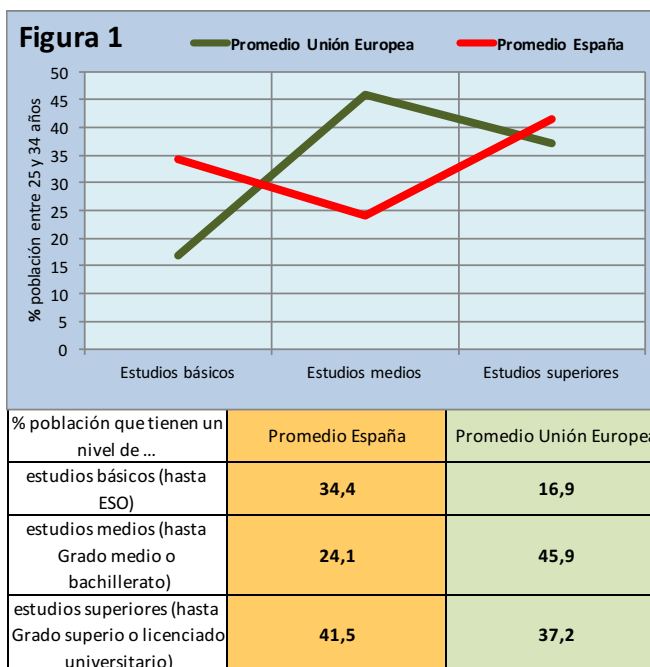 Figura 1
Promedio Unión Europea
Promedio España
% población entre 25 y 34 años
50
45
40
35
30
25
20
15
10
5
0
Estudios básicos
Estudios medios
Estudios superiores
% población que tienen un
nivel de ...
Promedio España
Promedio Unión Europea
estudios básicos (hasta
ESO)
34,4
16,9
estudios medios (hasta
Grado medio o
bachillerato)
24,1
45,9
estudios superiores (hasta
Grado superio o licenciado
universitario)
41,5
37,2